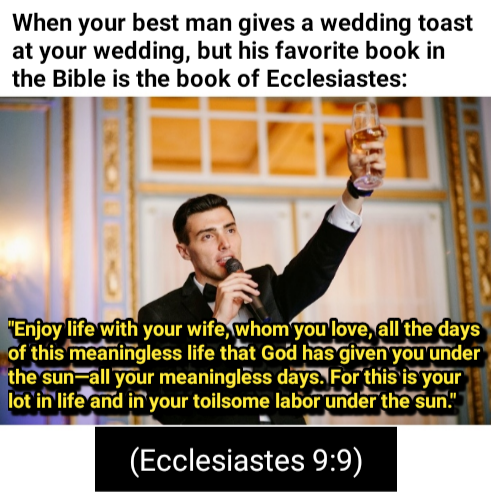 When your best man gives a wedding toast
at your wedding, but his favorite book in
the Bible is the book of Ecclesiastes:
"Enjoy life with your wife, whom you love, all the days
of this meaningless life that God has given you under
the sun—all your meaningless days. For this is your
lot in life and in your toilsome labor under the sun."
(Ecclesiastes 9:9)